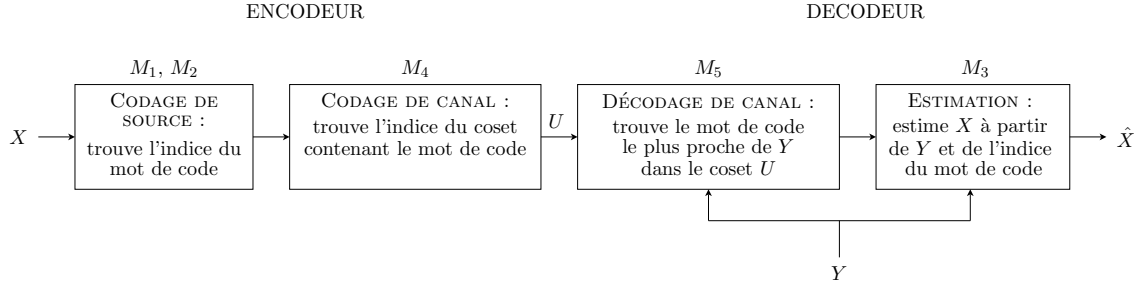 ENCODEUR
DECODEUR
M₁, M₂
M₄
M₅
M₃
X
CODAGE DE
SOURCE :
trouve l'indice du
mot de code
CODAGE DE CANAL :
trouve l'indice du coset
contenant le mot de code
U
DÉCODAGE DE CANAL :
trouve le mot de code
le plus proche de Y
dans le coset U
ESTIMATION :
estime X à partir
de Y et de l'indice
du mot de code
X̂
Y